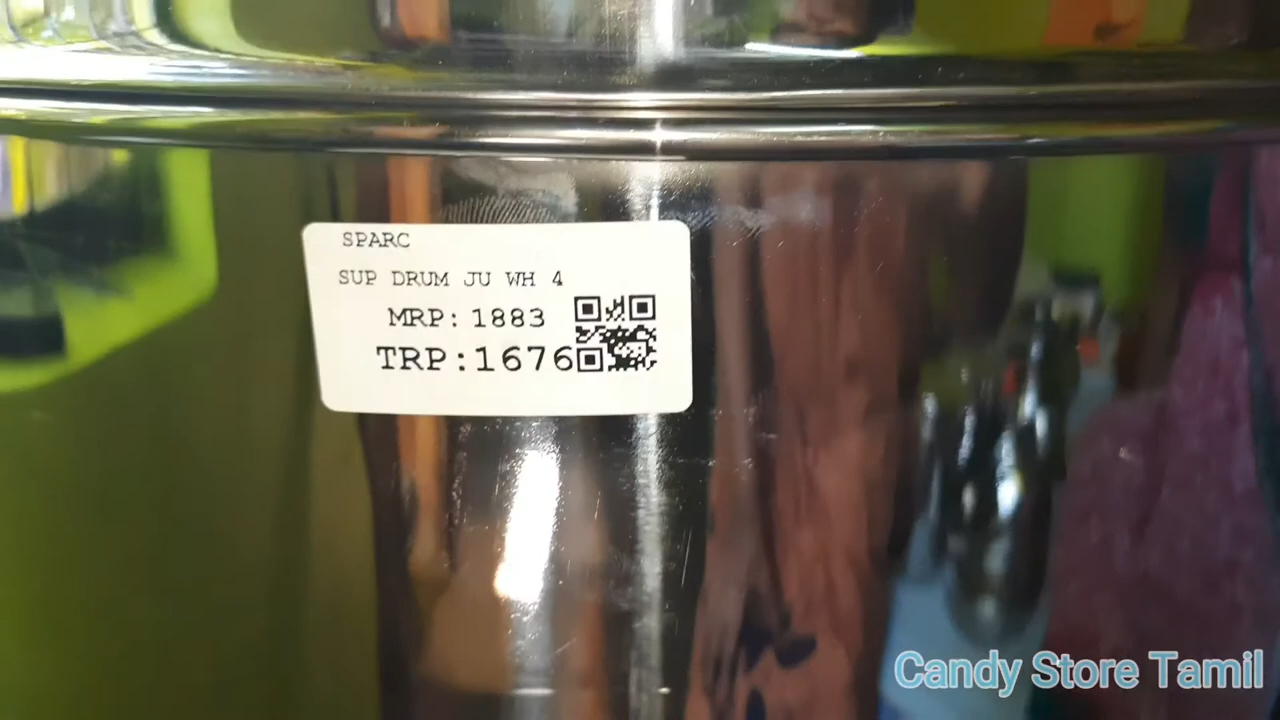 SPARC
SUP DRUM JU WH 4
MRP: 1883
TRP:1676
Candy Store Tamil